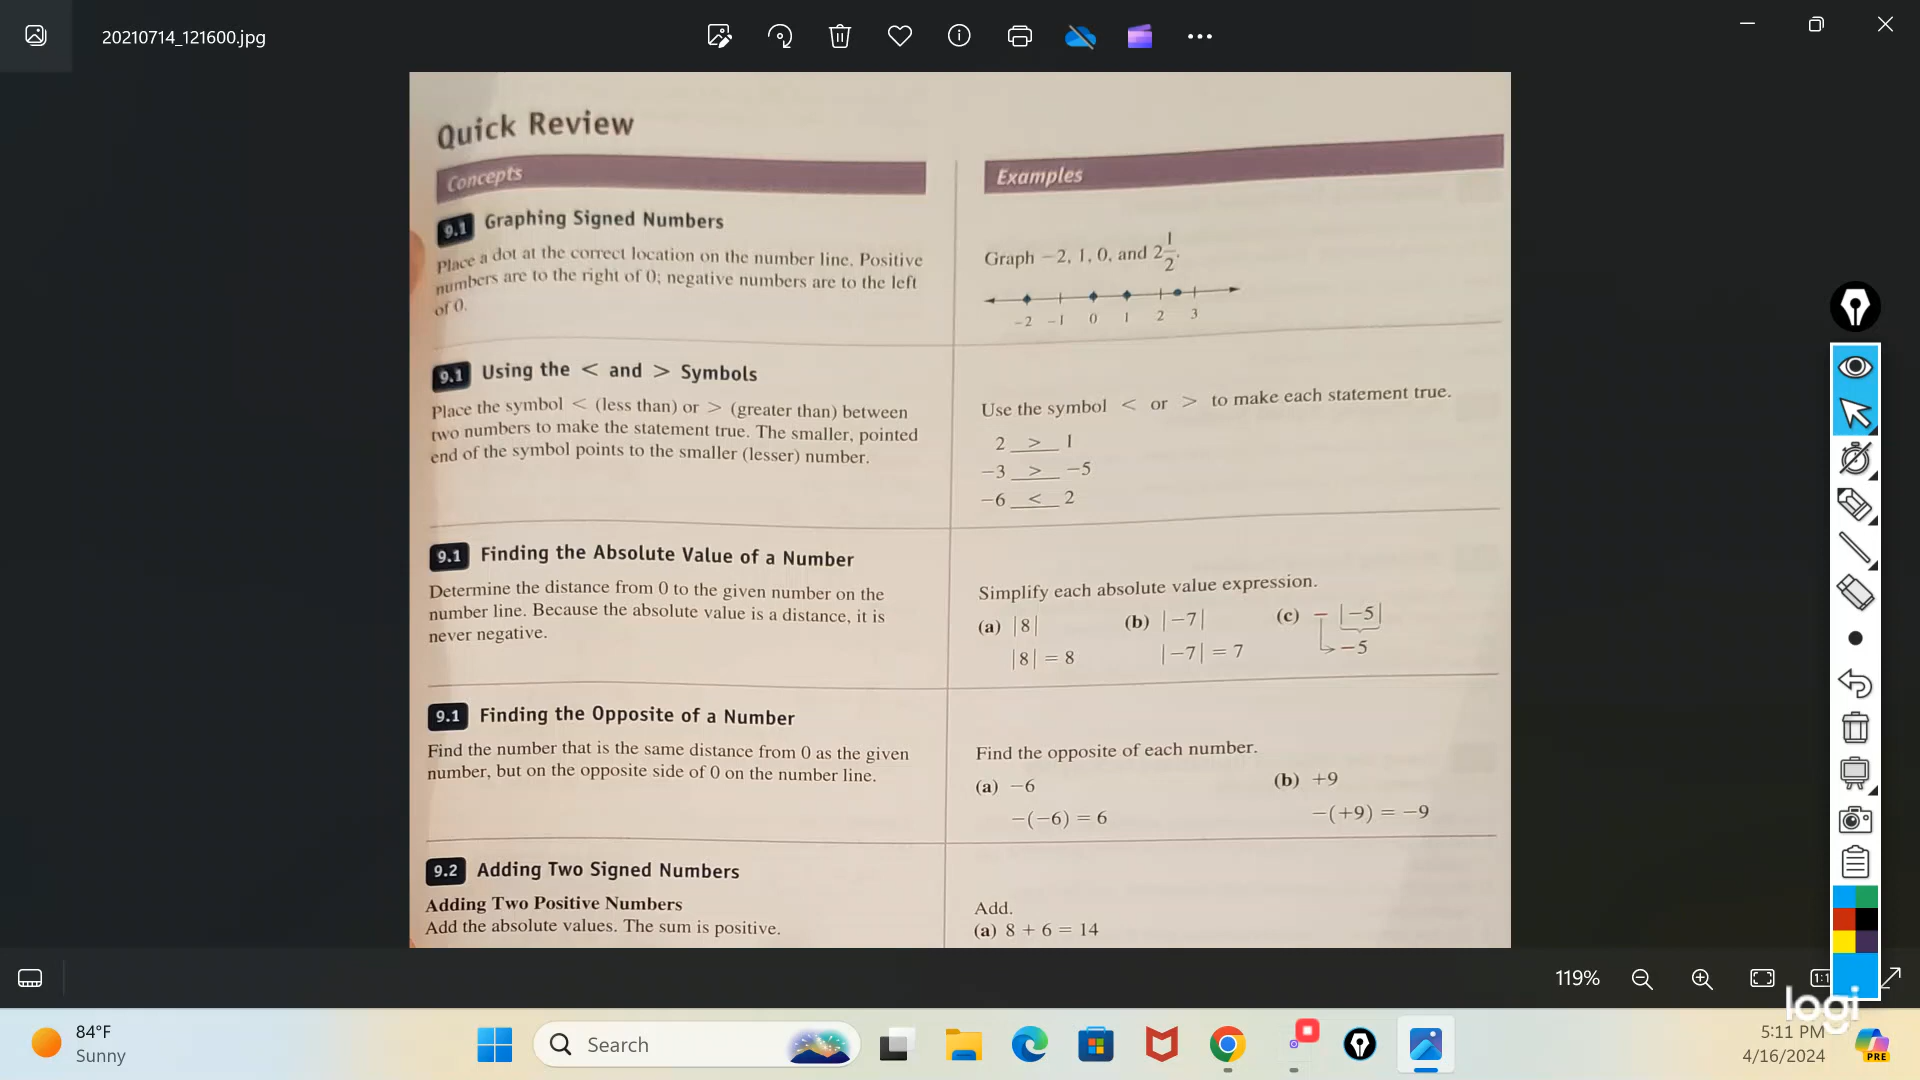 20210714_121600.jpg
Quick Review
Concepts
Examples
9.1 Graphing Signed Numbers
Place a dot at the correct location on the number line. Positive
numbers are to the right of 0; negative numbers are to the left
of 0.
Graph −2, 1, 0, and 2 1/2.
−2 −1 0 1 2 3
9.1 Using the < and > Symbols
Place the symbol < (less than) or > (greater than) between
two numbers to make the statement true. The smaller, pointed
end of the symbol points to the smaller (lesser) number.
Use the symbol < or > to make each statement true.
2 > 1
−3 > −5
−6 < 2
9.1 Finding the Absolute Value of a Number
Determine the distance from 0 to the given number on the
number line. Because the absolute value is a distance, it is
never negative.
Simplify each absolute value expression.
(a) |8| (b) |−7| (c) − |−5|
|8| = 8 |−7| = 7 −5
9.1 Finding the Opposite of a Number
Find the number that is the same distance from 0 as the given
number, but on the opposite side of 0 on the number line.
Find the opposite of each number.
(a) −6 (b) +9
−(−6) = 6 −(+9) = −9
9.2 Adding Two Signed Numbers
Adding Two Positive Numbers
Add the absolute values. The sum is positive.
Add.
(a) 8 + 6 = 14
119%
1:1
logi
84°F
Sunny
Search
5:11 PM
4/16/2024
PRE